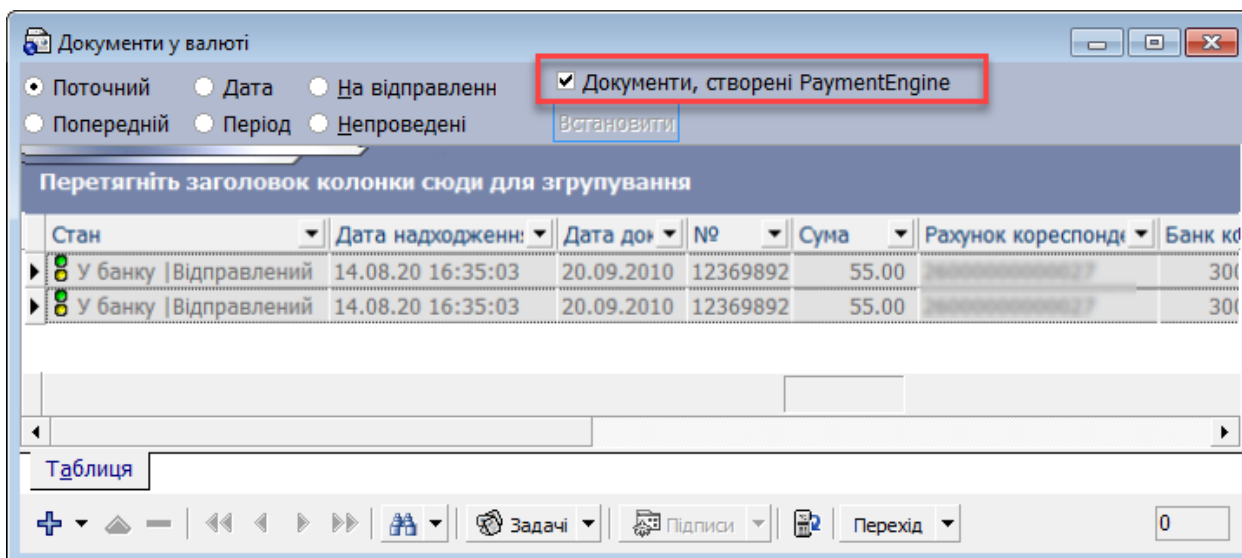 Документи у валюті
Поточний Дата На відправленн Документи, створені PaymentEngine
Попередній Період Непроведені Встановити
Перетягніть заголовок колонки сюди для згрупування
Стан Дата надходженн Дата док № Сума Рахунок кореспонде Банк ко
У банку |Відправлений 14.08.20 16:35:03 20.09.2010 12369892 55.00 300
У банку |Відправлений 14.08.20 16:35:03 20.09.2010 12369892 55.00 300
Таблиця
Задачі Підписи Перехід 0